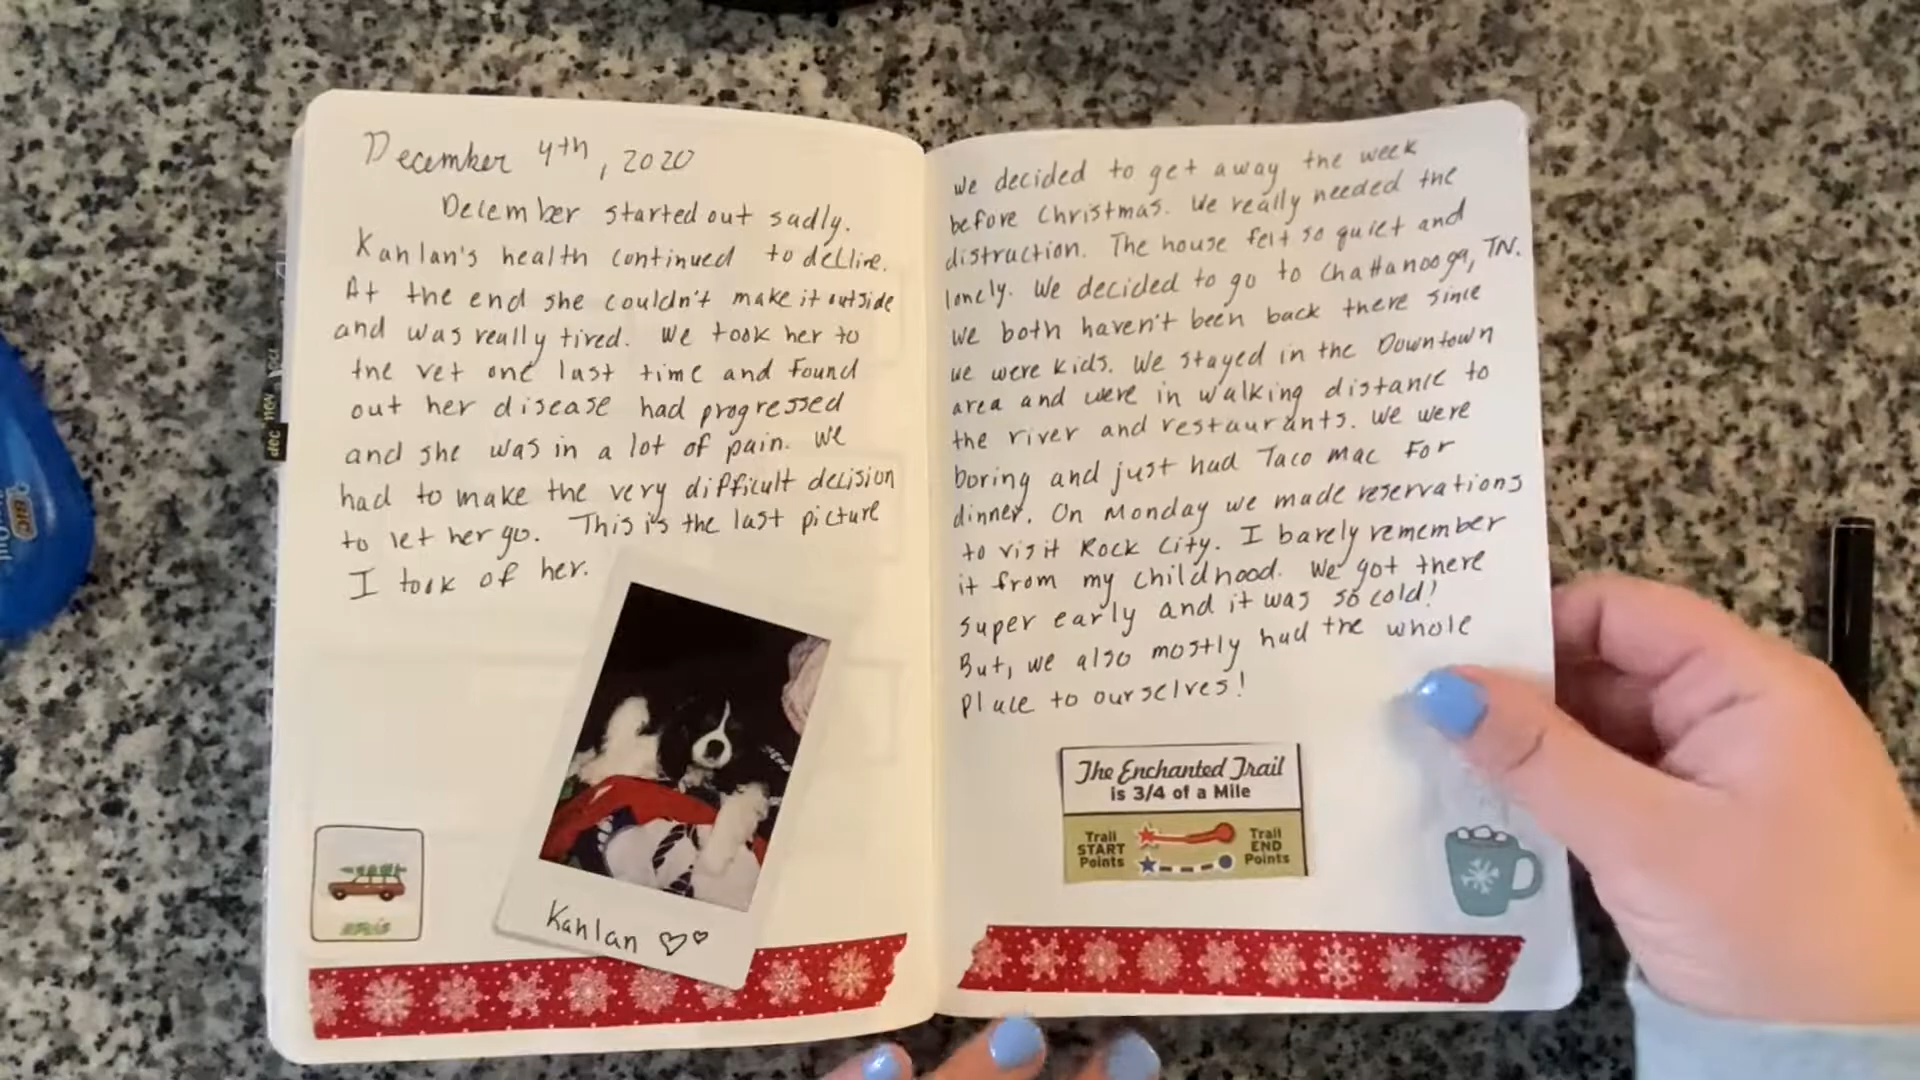 December 4th, 2020
December started out sadly.
Kahlan's health continued to decline.
At the end she couldn't make it outside
and was really tired. We took her to
the vet one last time and found
out her disease had progressed
and she was in a lot of pain. We
had to make the very difficult decision
to let her go. This is the last picture
I took of her.
Kahlan ♡♡
dec nov
We decided to get away the week
before Christmas. We really needed the
distraction. The house felt so quiet and
lonely. We decided to go to Chattanooga, TN.
We both haven't been back there since
we were kids. We stayed in the Downtown
area and were in walking distance to
the river and restaurants. We were
boring and just had Taco Mac for
dinner. On Monday we made reservations
to visit Rock City. I barely remember
it from my childhood. We got there
super early and it was so cold!
But, we also mostly had the whole
place to ourselves!
The Enchanted Trail
is 3/4 of a Mile
Trail START Points
Trail END Points
BIC